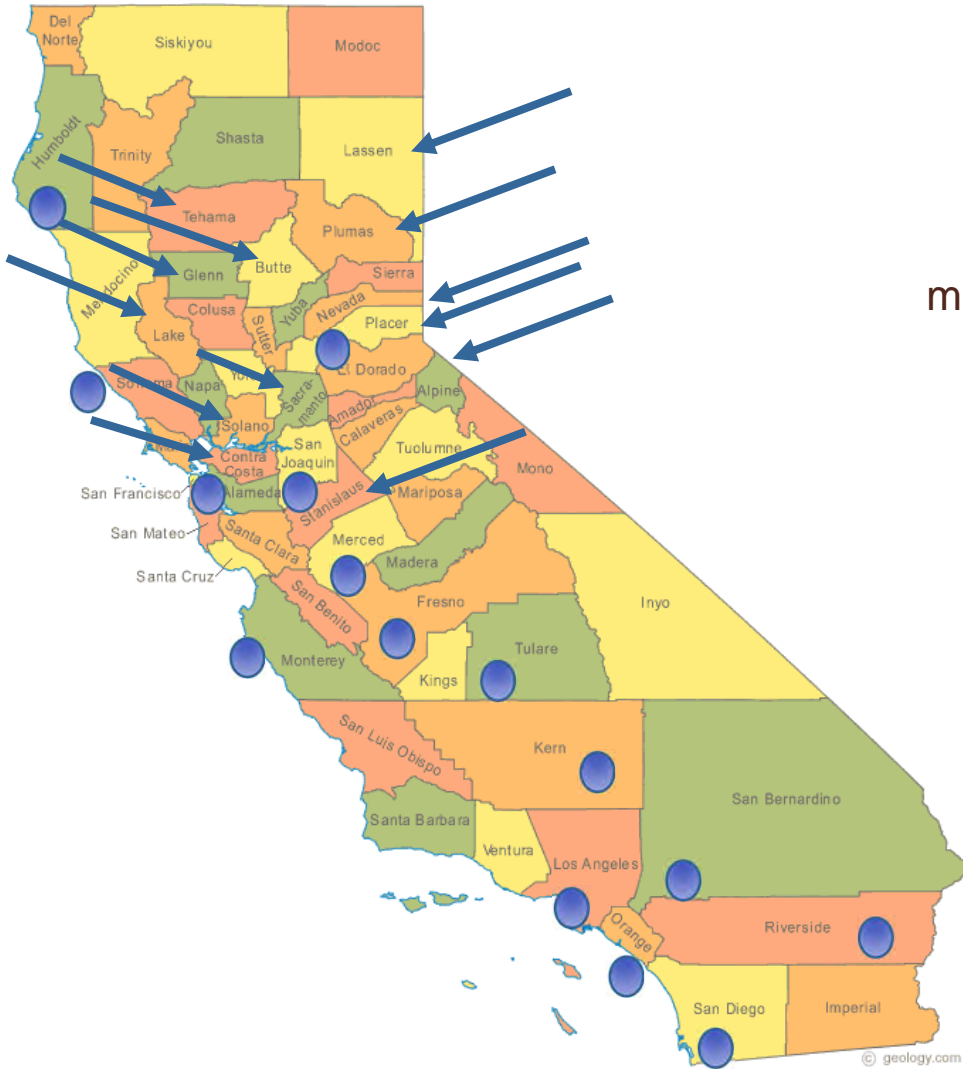 Del
Norte
Siskiyou
Modoc
Humboldt
Trinity
Shasta
Lassen
Tehama
Plumas
Mendocino
Glenn
Butte
Sierra
m
Colusa
Yuba
Nevada
Lake
Sutter
Placer
El Dorado
Napa
Sacra-
mento
Alpine
Amador
Solano
Calaveras
San
Joaquin
Tuolumne
Contra
Costa
Mono
San Francisco
Alameda
Stanislaus
Mariposa
San Mateo
Santa Clara
Merced
Madera
Santa Cruz
San Benito
Fresno
Inyo
Monterey
Kings
Tulare
San Luis Obispo
Kern
San Bernardino
Santa Barbara
Ventura
Los Angeles
Orange
Riverside
San Diego
Imperial
© geology.com